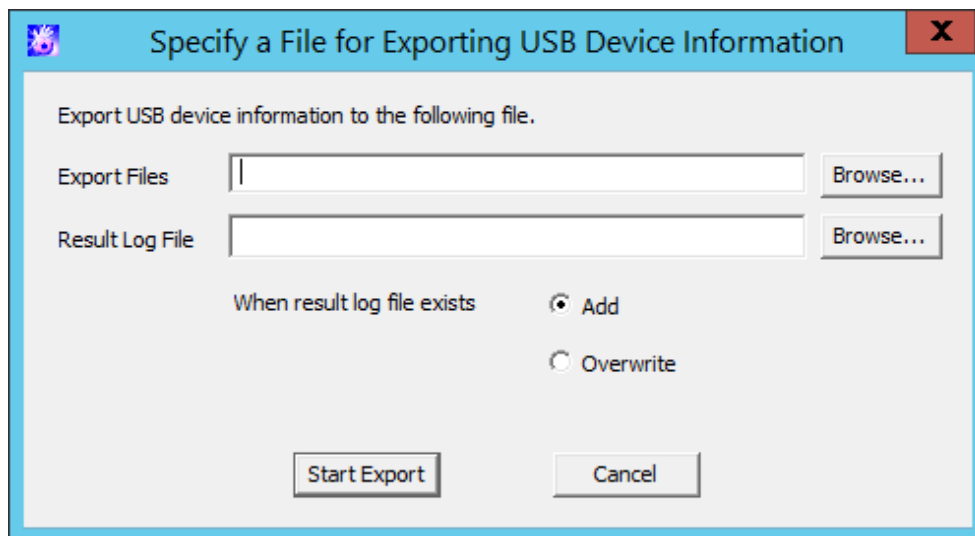 Specify a File for Exporting USB Device Information
X
Export USB device information to the following file.
Export Files
Browse...
Result Log File
Browse...
When result log file exists
Add
Overwrite
Start Export
Cancel